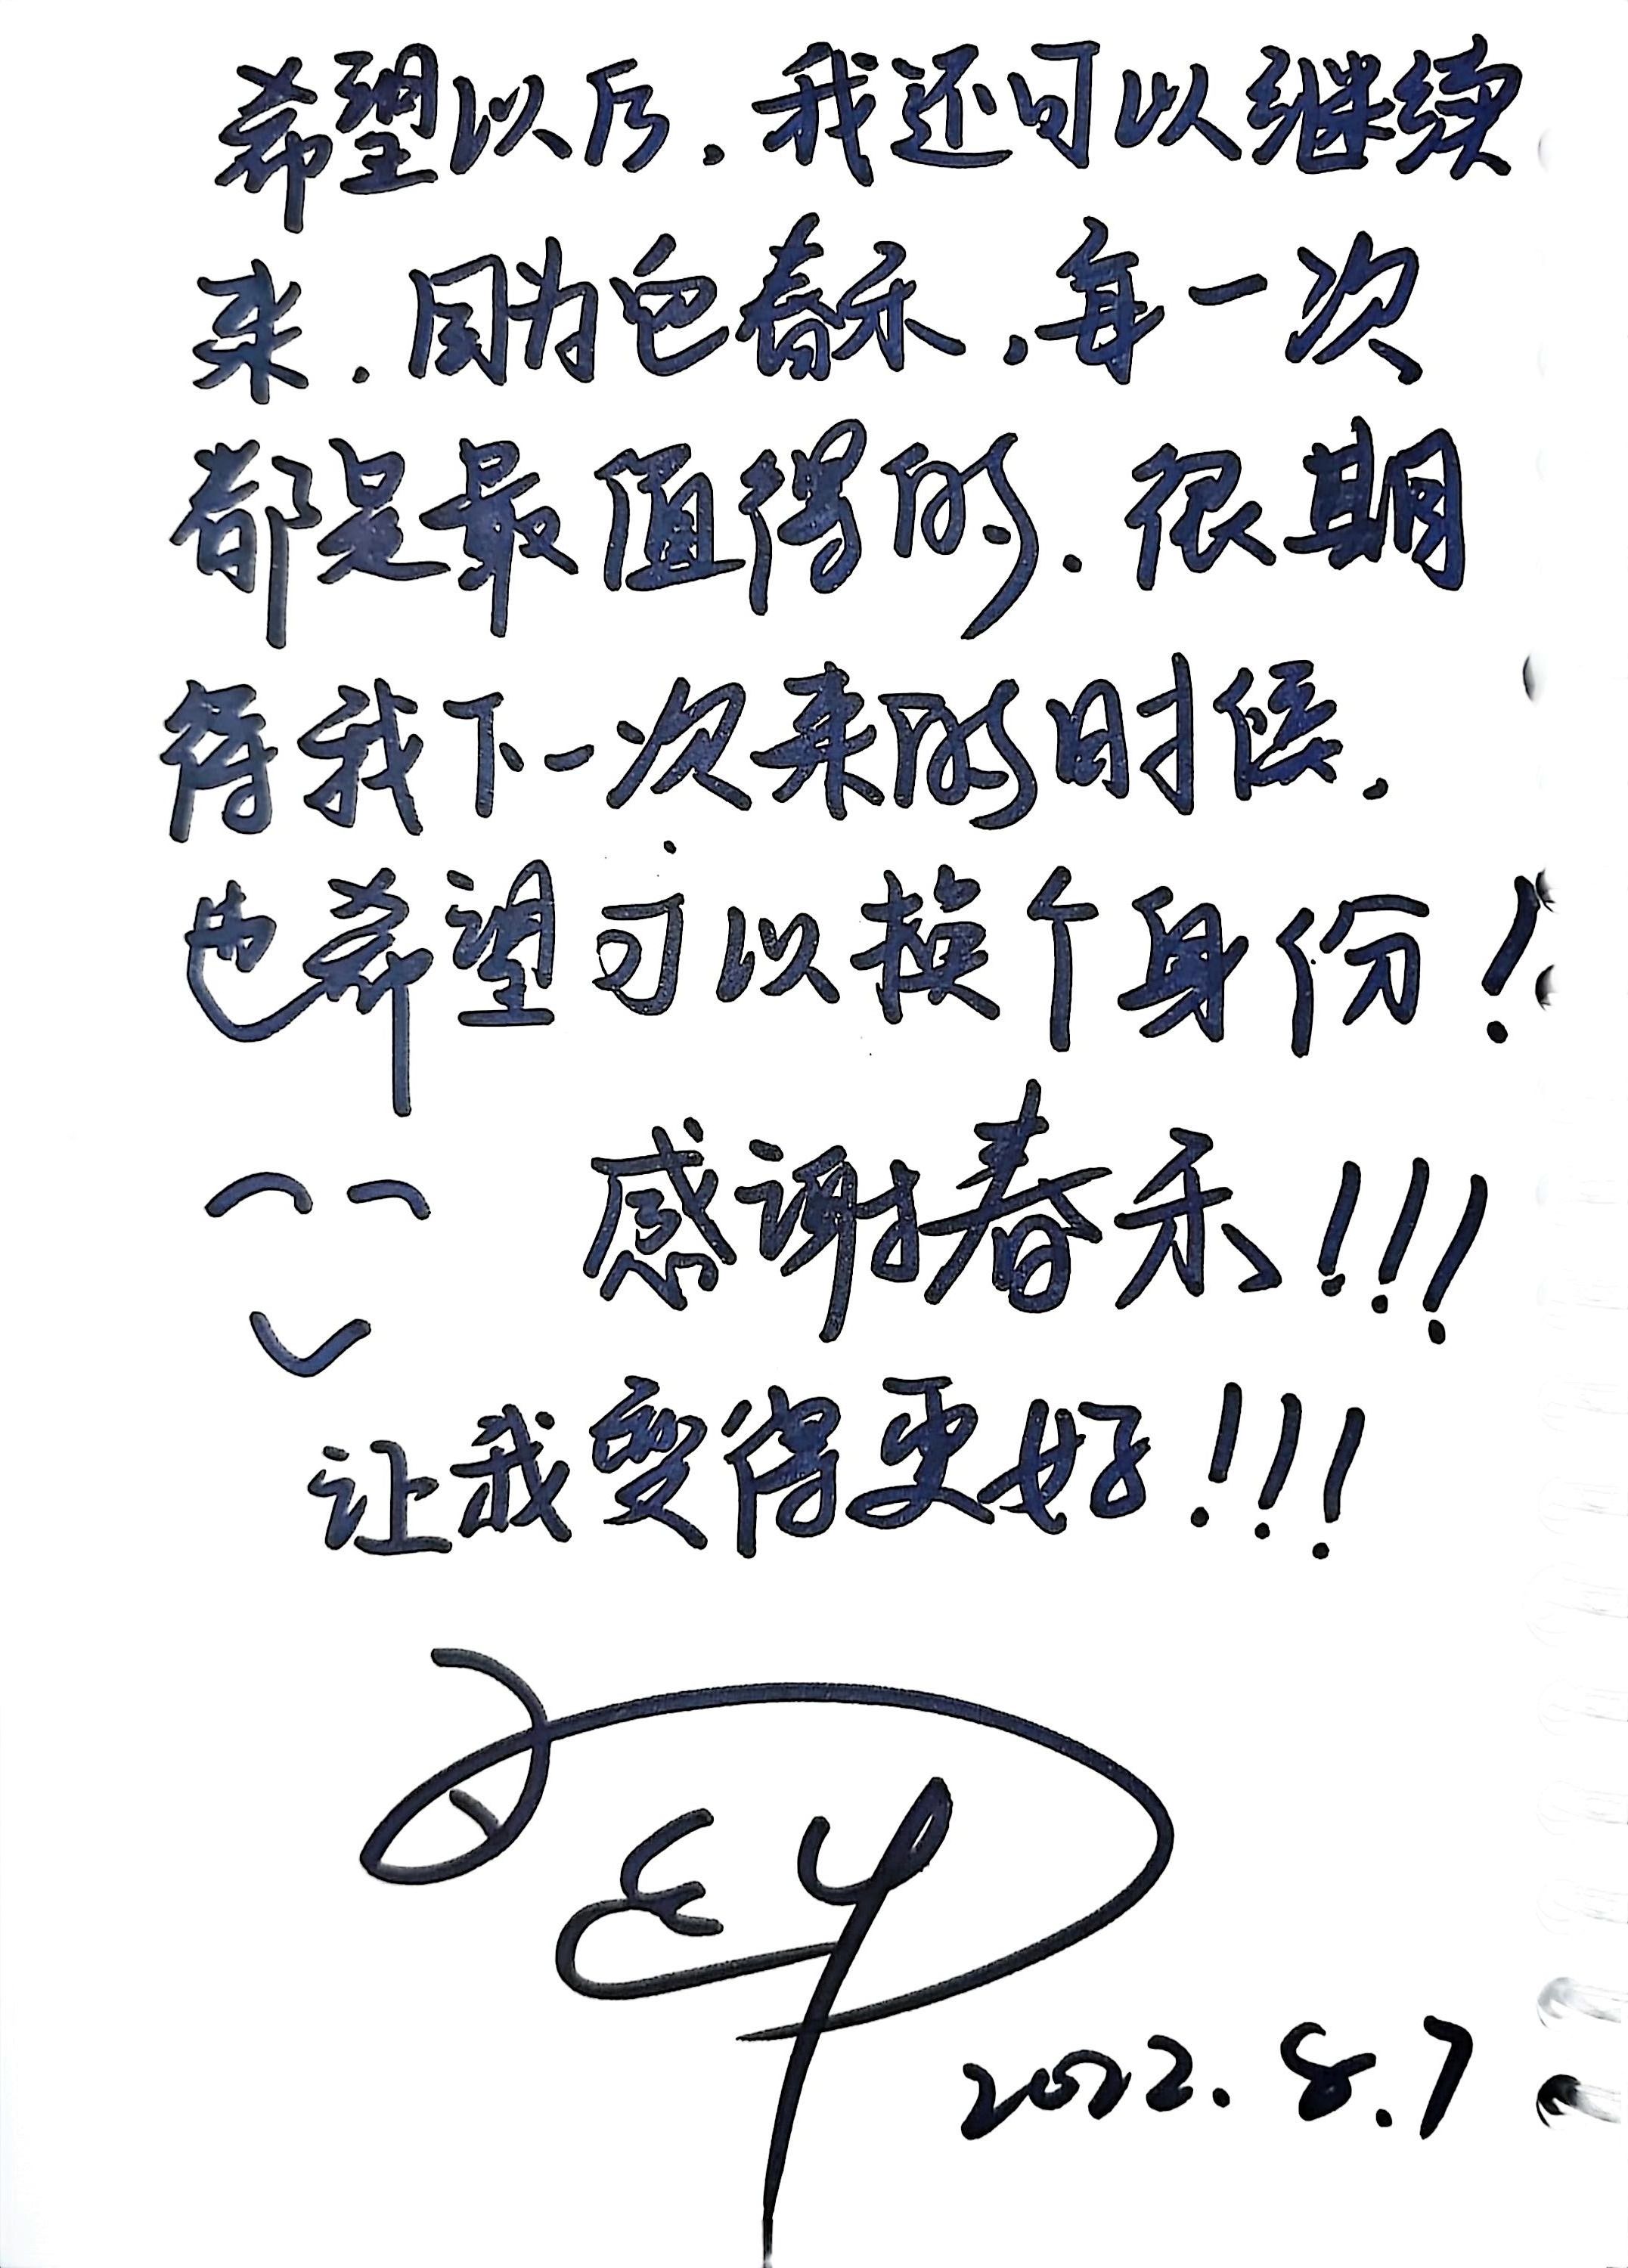 希望以后，我还可以继续
来．因为包春禾，每一次
都是最值得的．很期
待我下一次来的时候，
也希望可以换个身份！
感谢春禾！！！
让我变得更好！！！
2022.8.7